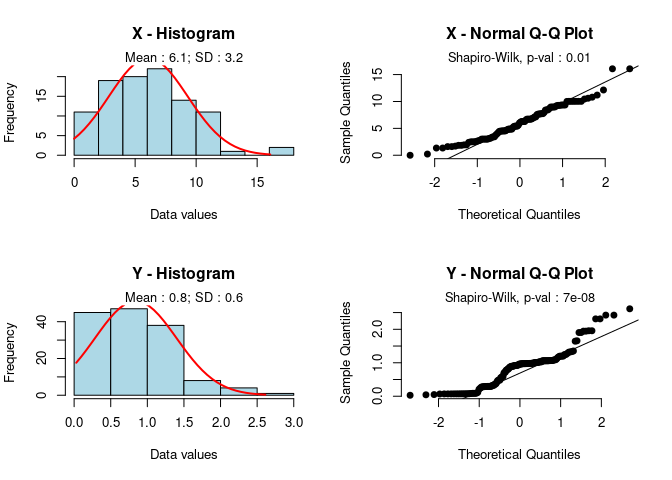 X - Histogram
Mean : 6.1; SD : 3.2
Frequency
15
5
0
0 5 10 15
Data values
X - Normal Q-Q Plot
Shapiro-Wilk, p-val : 0.01
Sample Quantiles
15
10
5
0
-2 -1 0 1 2
Theoretical Quantiles
Y - Histogram
Mean : 0.8; SD : 0.6
Frequency
40
20
0
0.0 0.5 1.0 1.5 2.0 2.5 3.0
Data values
Y - Normal Q-Q Plot
Shapiro-Wilk, p-val : 7e-08
Sample Quantiles
2.0
1.0
0.0
-2 -1 0 1 2
Theoretical Quantiles